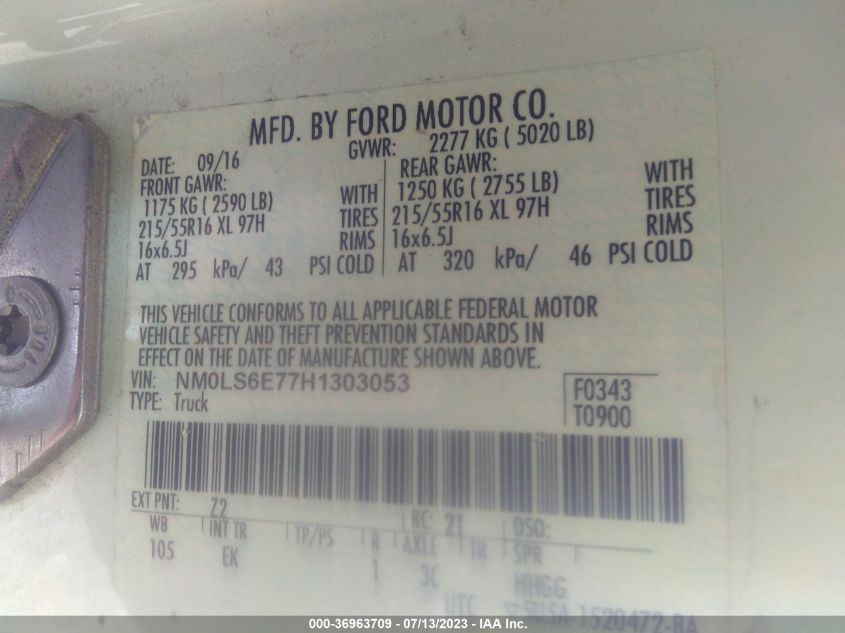 MFD. BY FORD MOTOR CO.
DATE: 09/16 GVWR: 2277 KG ( 5020 LB)
FRONT GAWR: REAR GAWR:
1175 KG ( 2590 LB) WITH 1250 KG ( 2755 LB) WITH
215/55R16 XL 97H TIRES 215/55R16 XL 97H TIRES
16x6.5J RIMS 16x6.5J RIMS
AT 295 kPa/ 43 PSI COLD AT 320 kPa/ 46 PSI COLD
THIS VEHICLE CONFORMS TO ALL APPLICABLE FEDERAL MOTOR
VEHICLE SAFETY AND THEFT PREVENTION STANDARDS IN
EFFECT ON THE DATE OF MANUFACTURE SHOWN ABOVE.
VIN: NM0LS6E77H1303053 F0343
TYPE: Truck T0900
EXT PNT: Z2 RC: 21 DSO:
WB INT TR TP/PS R AXLE TR SPR
105 EK 1 3C HHGG
UTC
000-36963709 - 07/13/2023 - IAA Inc.